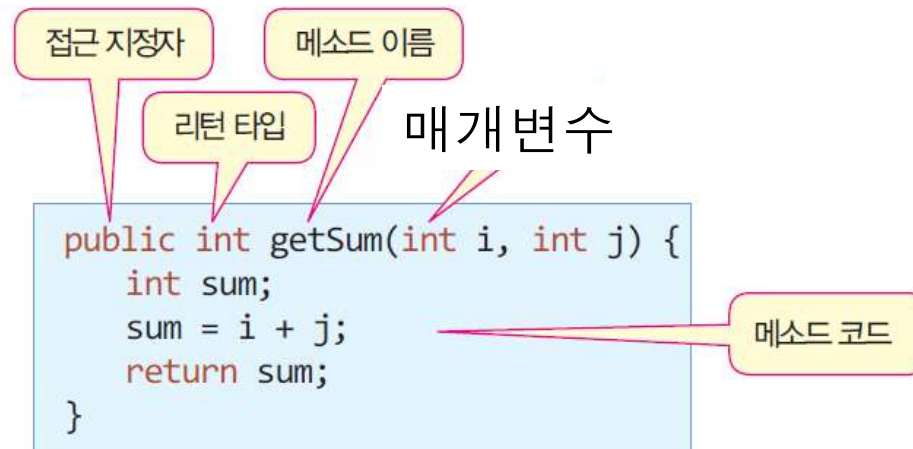 접근 지정자
메소드 이름
리턴 타입
매개변수
public int getSum(int i, int j) {
int sum;
sum = i + j;
return sum;
}
메소드 코드